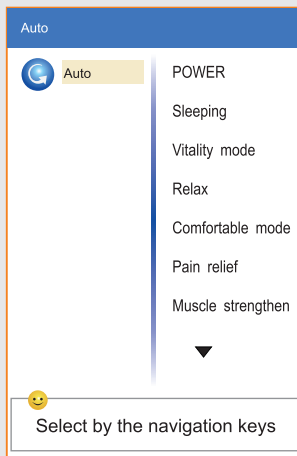 Auto
Auto
POWER
Sleeping
Vitality mode
Relax
Comfortable mode
Pain relief
Muscle strengthen
Select by the navigation keys